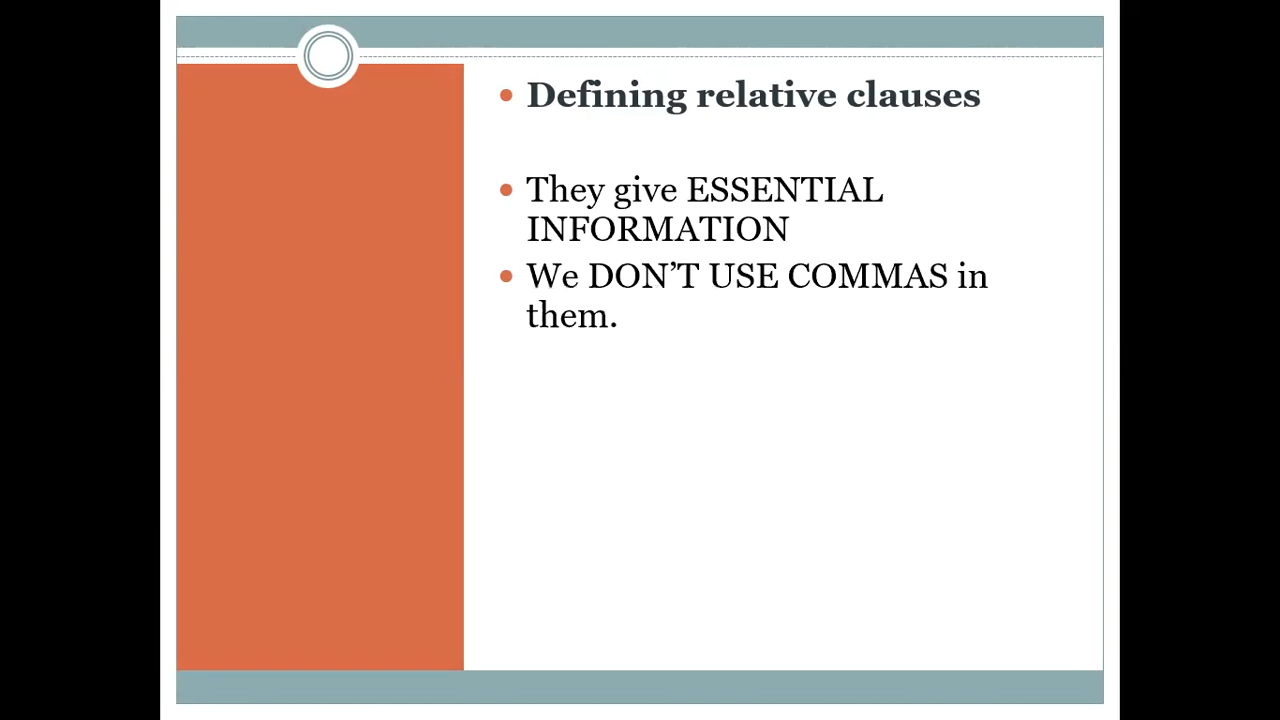 Defining relative clauses
They give ESSENTIAL
INFORMATION
We DON’T USE COMMAS in
them.